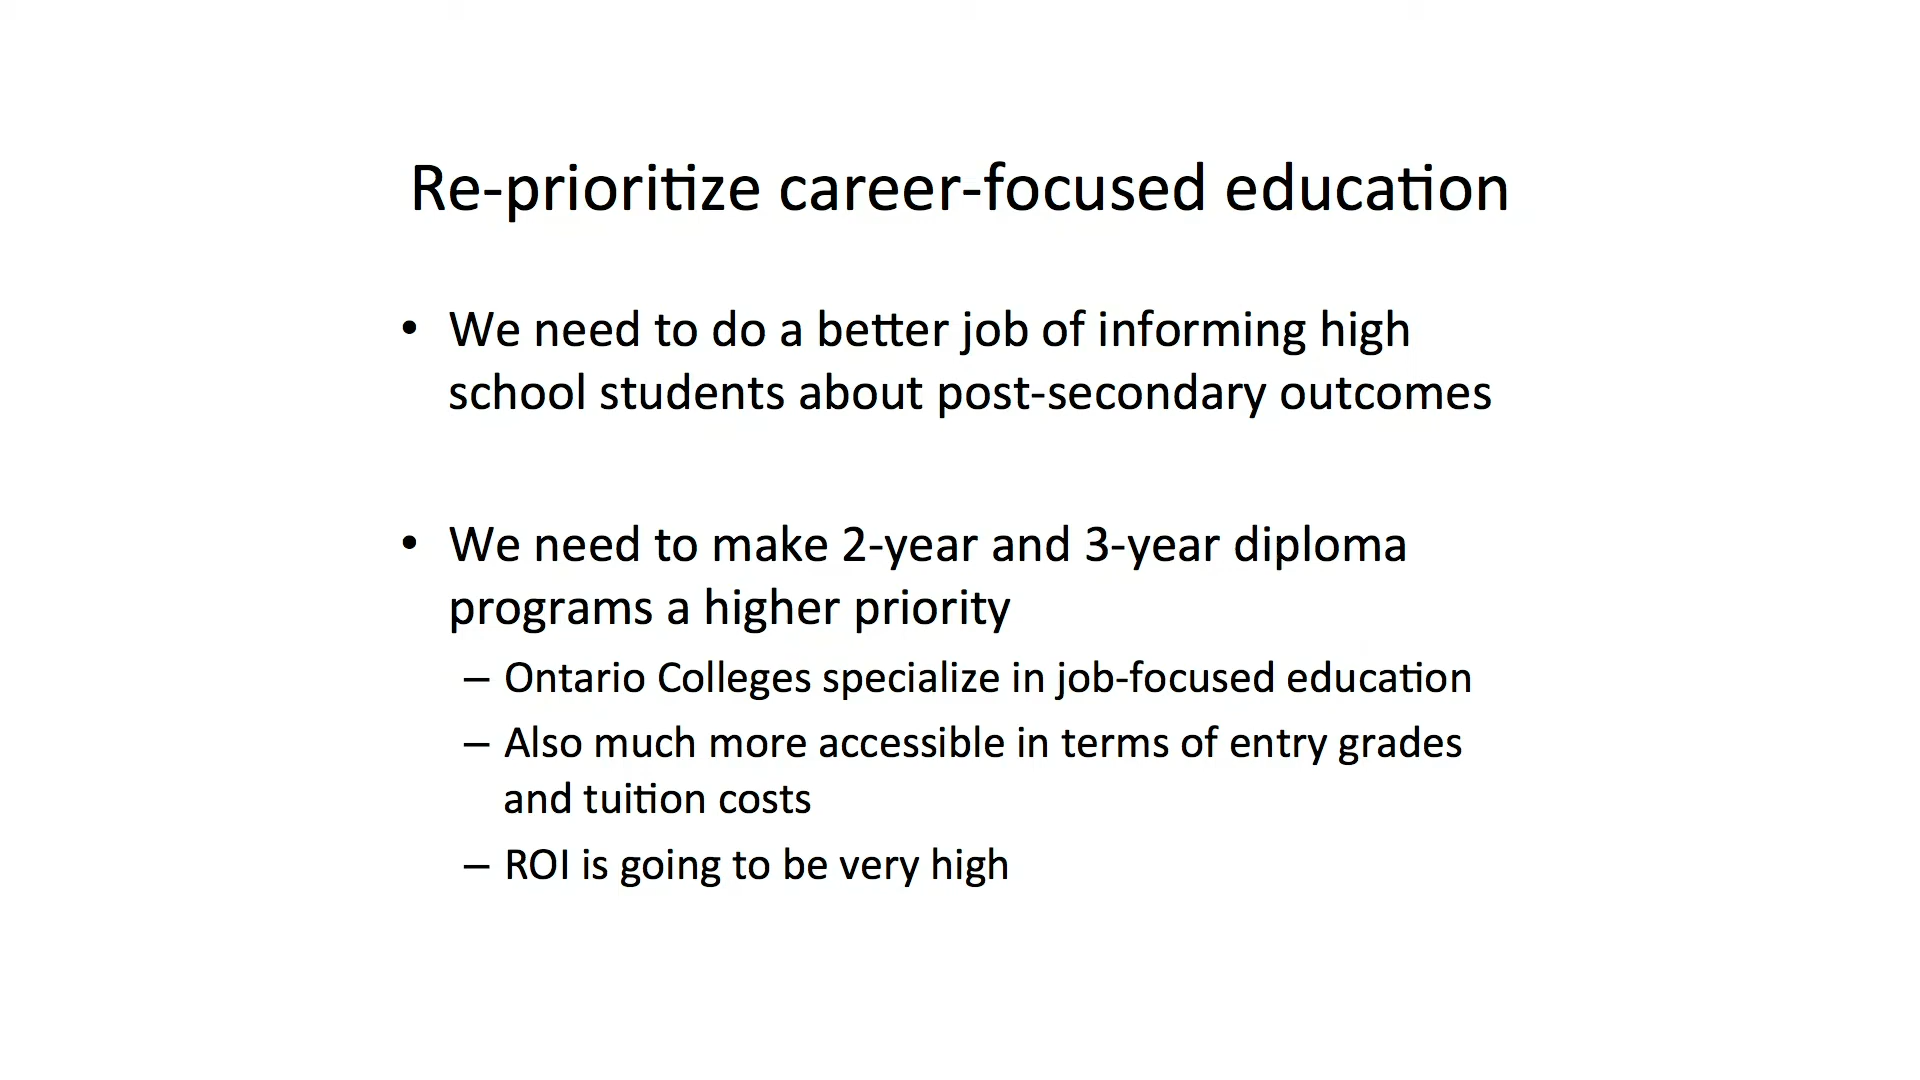 Re-prioritize career-focused education
• We need to do a better job of informing high
school students about post-secondary outcomes
• We need to make 2-year and 3-year diploma
programs a higher priority
– Ontario Colleges specialize in job-focused education
– Also much more accessible in terms of entry grades
and tuition costs
– ROI is going to be very high